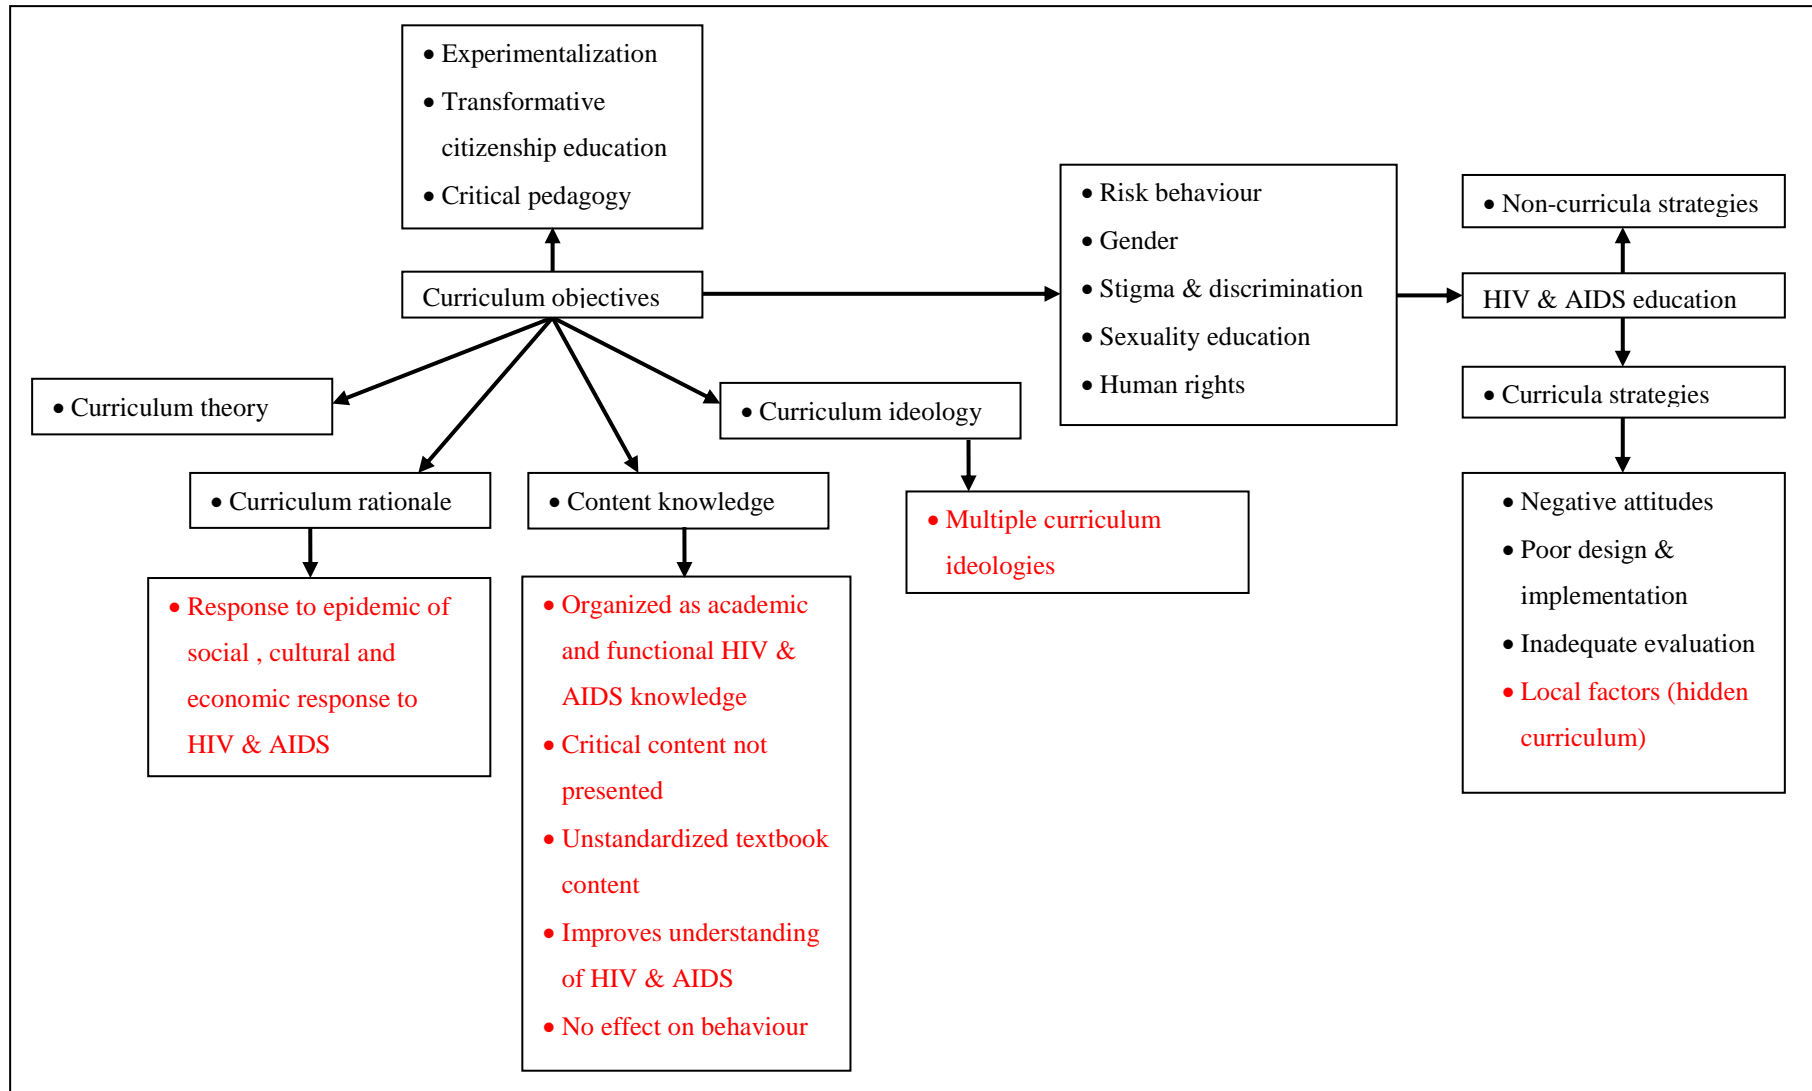 • Experimentalization
• Transformative
citizenship education
• Critical pedagogy
Curriculum objectives
• Risk behaviour
• Gender
• Stigma & discrimination
• Sexuality education
• Human rights
• Non-curricula strategies
HIV & AIDS education
• Curricula strategies
• Negative attitudes
• Poor design &
implementation
• Inadequate evaluation
• Local factors (hidden
curriculum)
• Curriculum theory
• Curriculum ideology
• Curriculum rationale
• Content knowledge
• Multiple curriculum
ideologies
• Response to epidemic of
social , cultural and
economic response to
HIV & AIDS
• Organized as academic
and functional HIV &
AIDS knowledge
• Critical content not
presented
• Unstandardized textbook
content
• Improves understanding
of HIV & AIDS
• No effect on behaviour